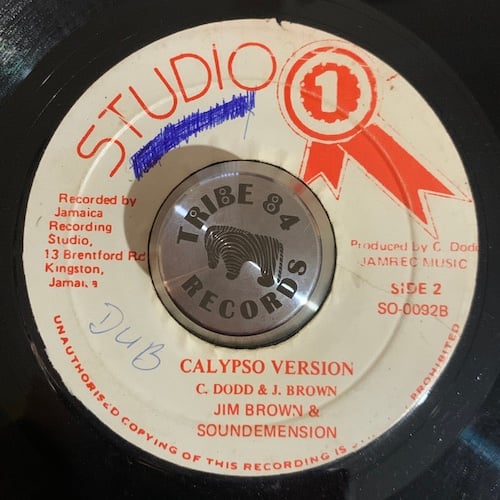 STUDIO
1
Recorded by
Jamaica
Recording
Studio,
13 Brentford Rd
Kingston,
TRIBE 84
RECORDS
Produced by C. Dodd
JAMREC MUSIC
SIDE 2
SO-0092B
DUB
CALYPSO VERSION
C. DODD & J. BROWN
JIM BROWN &
SOUNDEMENSION
UNAUTHORISED COPYING OF THIS RECORDING IS PROHIBITED